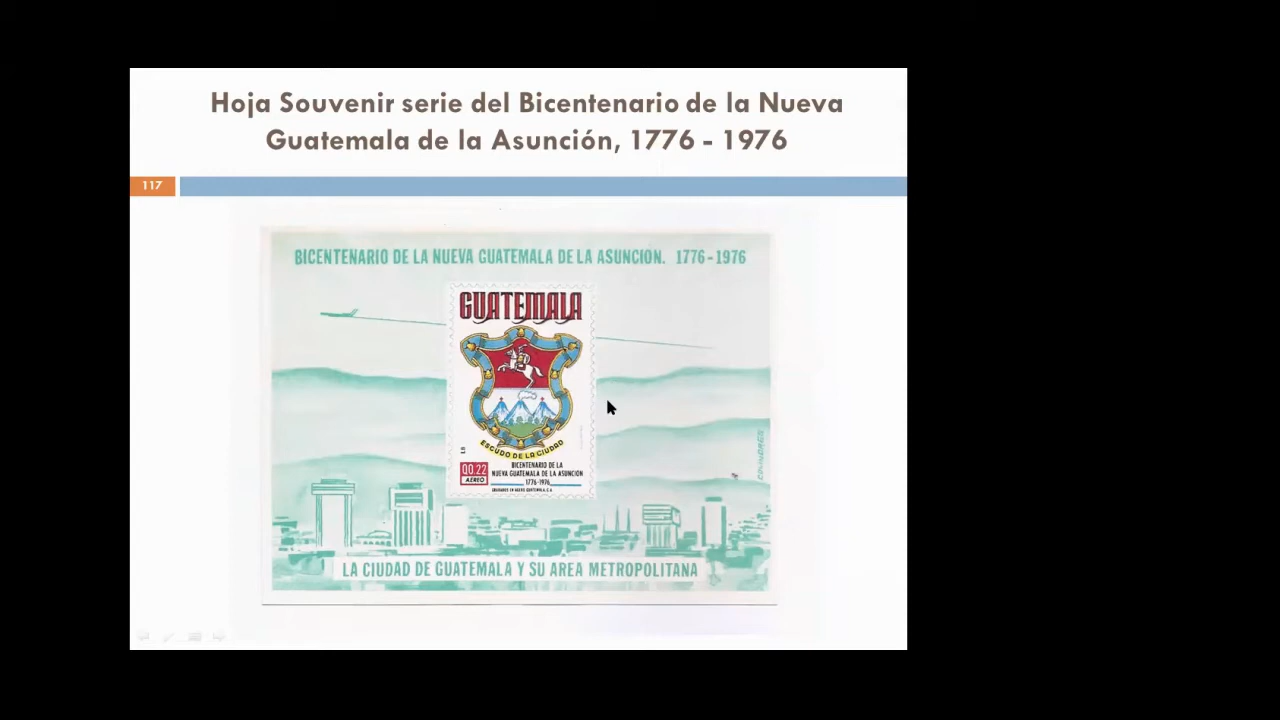 Hoja Souvenir serie del Bicentenario de la Nueva
Guatemala de la Asunción, 1776 - 1976
117
BICENTENARIO DE LA NUEVA GUATEMALA DE LA ASUNCION. 1776-1976
GUATEMALA
ESCUDO DE LA CIUDAD
Q0.22
AEREO
BICENTENARIO DE LA
NUEVA GUATEMALA DE LA ASUNCION
1776-1976
LA CIUDAD DE GUATEMALA Y SU AREA METROPOLITANA